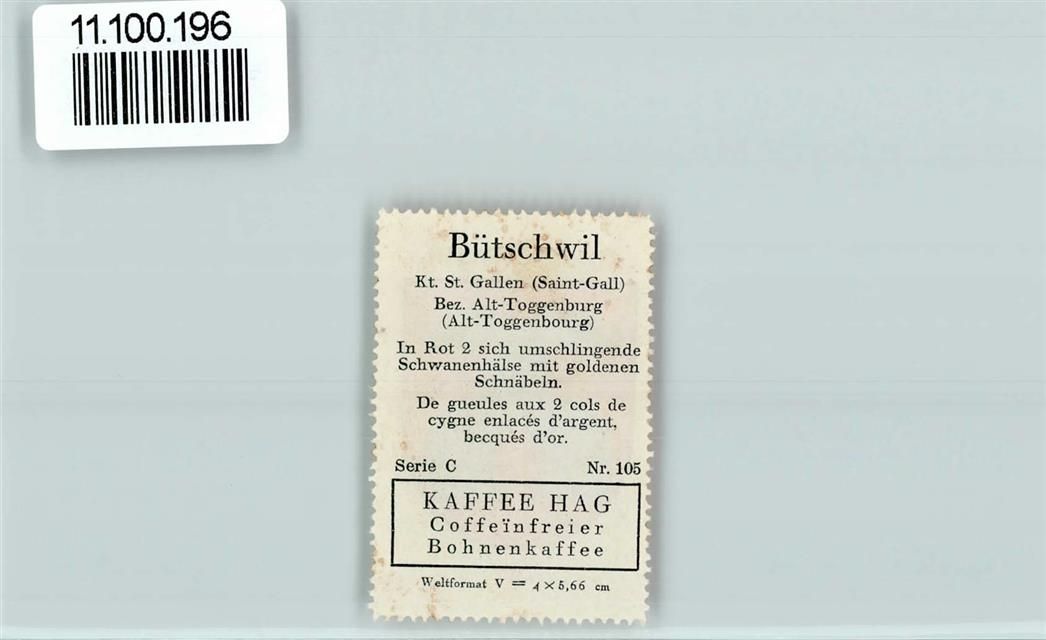 11.100.196
Bütschwil
Kt. St. Gallen (Saint-Gall)
Bez. Alt-Toggenburg
(Alt-Toggenbourg)
In Rot 2 sich umschlingende
Schwanenhälse mit goldenen
Schnäbeln.
De gueules aux 2 cols de
cygne enlacés d'argent,
becqués d'or.
Serie C Nr. 105
KAFFEE HAG
Coffeïnfreier
Bohnenkaffee
Weltformat V = 4 × 5,66 cm